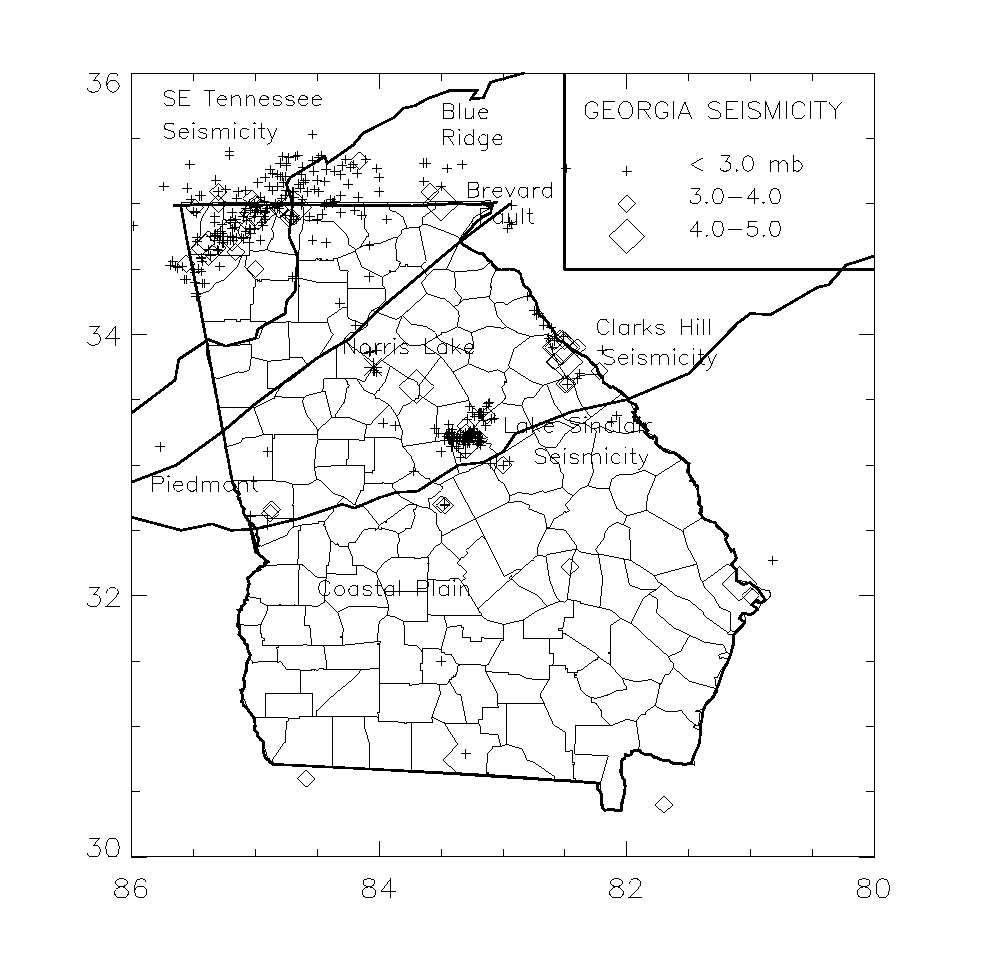 36
SE Tennessee
Seismicity
Blue
Ridge
GEORGIA SEISMICITY
< 3.0 mb
3.0-4.0
4.0-5.0
Brevard
34
Clarks Hill
Seismicity
Norris Lake
Lake Sinclair
Seismicity
Piedmont
32
Coastal Plain
30
86
84
82
80